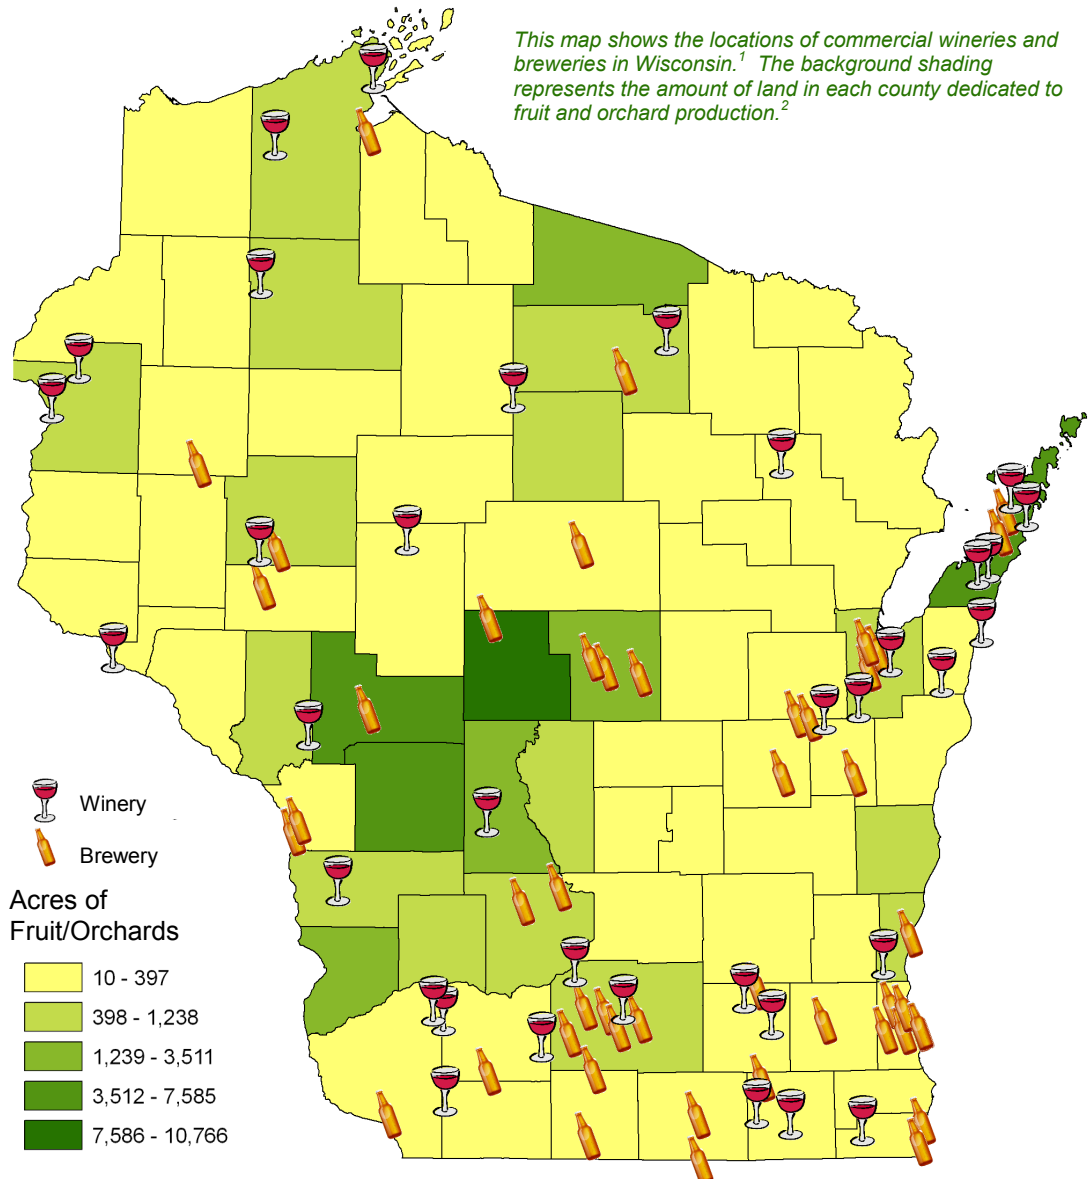 This map shows the locations of commercial wineries and
breweries in Wisconsin.¹ The background shading
represents the amount of land in each county dedicated to
fruit and orchard production.²
Winery
Brewery
Acres of
Fruit/Orchards
10 - 397
398 - 1,238
1,239 - 3,511
3,512 - 7,585
7,586 - 10,766